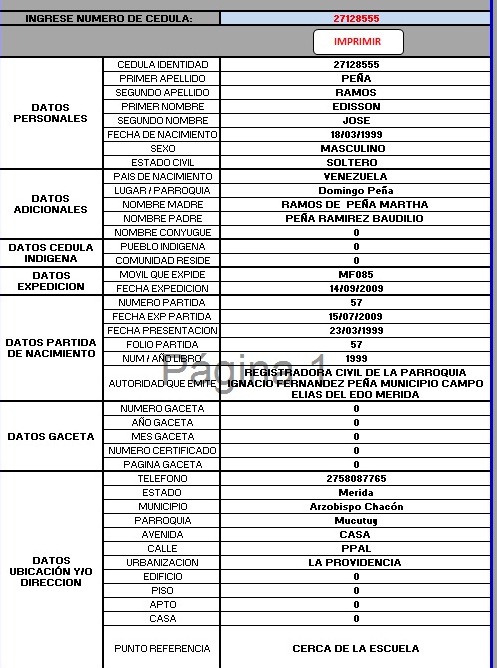 INGRESE NUMERO DE CEDULA: 27128555
IMPRIMIR
DATOS PERSONALES
CEDULA IDENTIDAD 27128555
PRIMER APELLIDO PEÑA
SEGUNDO APELLIDO RAMOS
PRIMER NOMBRE EDISSON
SEGUNDO NOMBRE JOSE
FECHA DE NACIMIENTO 18/03/1999
SEXO MASCULINO
ESTADO CIVIL SOLTERO
DATOS ADICIONALES
PAIS DE NACIMIENTO VENEZUELA
LUGAR / PARROQUIA Domingo Peña
NOMBRE MADRE RAMOS DE PEÑA MARTHA
NOMBRE PADRE PEÑA RAMIREZ BAUDILIO
NOMBRE CONYUGUE 0
DATOS CEDULA INDIGENA
PUEBLO INDIGENA 0
COMUNIDAD RESIDE 0
DATOS EXPEDICION
MOVIL QUE EXPIDE MF085
FECHA EXPEDICION 14/09/2009
DATOS PARTIDA DE NACIMIENTO
NUMERO PARTIDA 57
FECHA EXP PARTIDA 15/07/2009
FECHA PRESENTACION 23/03/1999
FOLIO PARTIDA 57
NUM / AÑO LIBRO 1999
AUTORIDAD QUE EMITE REGISTRADORA CIVIL DE LA PARROQUIA
IGNACIO FERNANDEZ PEÑA MUNICIPIO CAMPO
ELIAS DEL EDO MERIDA
Página 1
DATOS GACETA
NUMERO GACETA 0
AÑO GACETA 0
MES GACETA 0
NUMERO CERTIFICADO 0
PAGINA GACETA 0
DATOS UBICACIÓN Y/O DIRECCION
TELEFONO 2758087765
ESTADO Merida
MUNICIPIO Arzobispo Chacón
PARROQUIA Mucutuy
AVENIDA CASA
CALLE PPAL
URBANIZACION LA PROVIDENCIA
EDIFICIO 0
PISO 0
APTO 0
CASA 0
PUNTO REFERENCIA CERCA DE LA ESCUELA